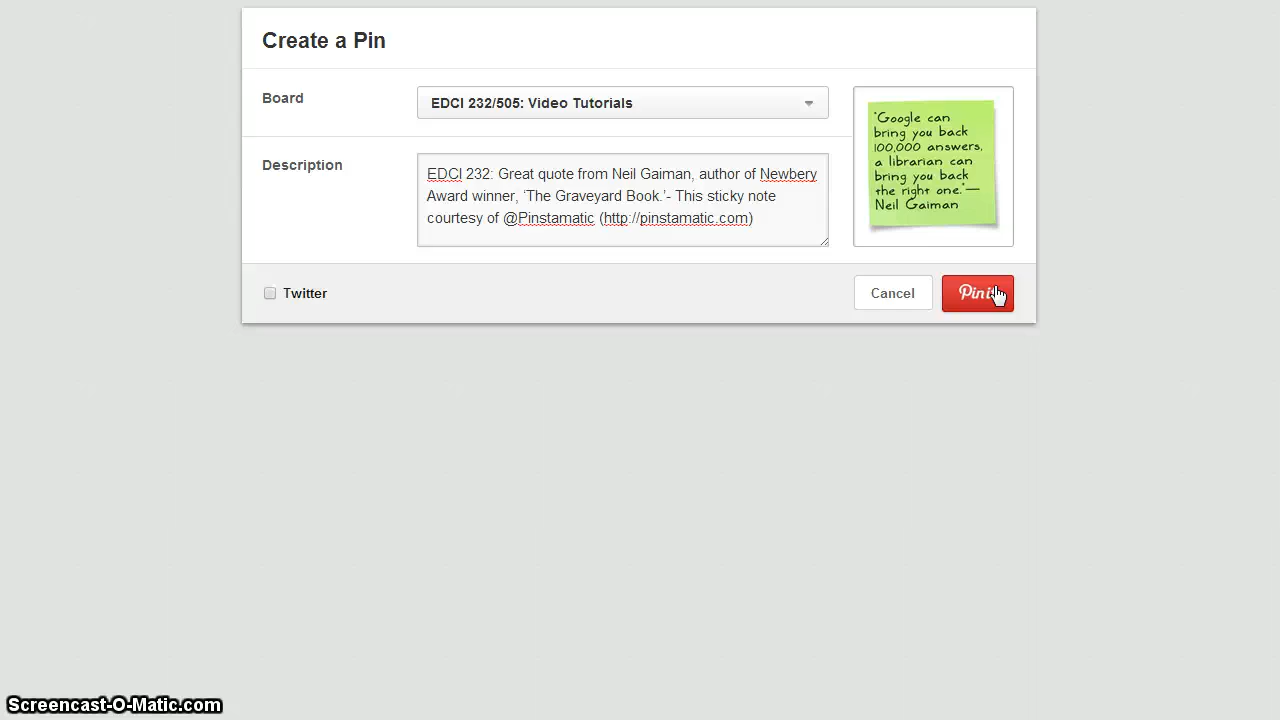 Create a Pin
Board
EDCI 232/505: Video Tutorials
Description
EDCI 232: Great quote from Neil Gaiman, author of Newbery
Award winner, ‘The Graveyard Book.’- This sticky note
courtesy of @Pinstamatic (http://pinstamatic.com)
"Google can
bring you back
100,000 answers,
a librarian can
bring you back
the right one."—
Neil Gaiman
Twitter
Cancel
Pin it
Screencast-O-Matic.com